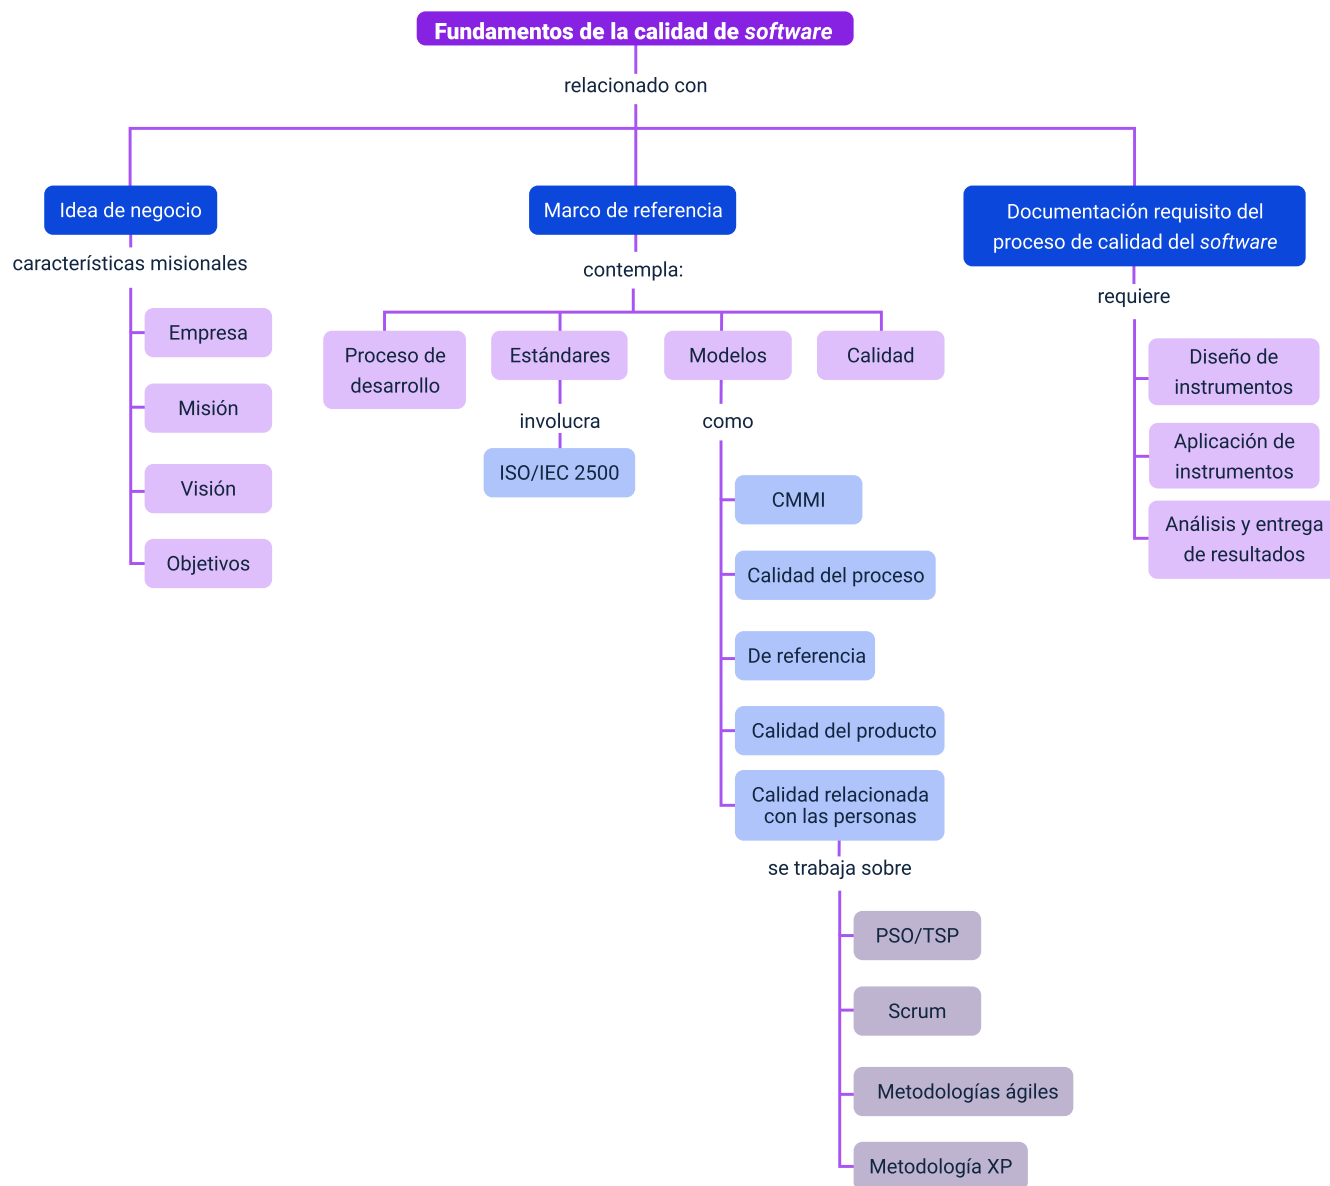 Fundamentos de la calidad de software
relacionado con
Idea de negocio
características misionales
Empresa
Misión
Visión
Objetivos
Marco de referencia
contempla:
Proceso de
desarrollo
Estándares
involucra
ISO/IEC 2500
Modelos
como
CMMI
Calidad del proceso
De referencia
Calidad del producto
Calidad relacionada
con las personas
se trabaja sobre
PSO/TSP
Scrum
Metodologías ágiles
Metodología XP
Calidad
Documentación requisito del
proceso de calidad del software
requiere
Diseño de
instrumentos
Aplicación de
instrumentos
Análisis y entrega
de resultados